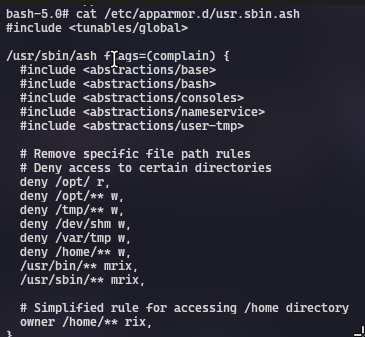 bash-5.0# cat /etc/apparmor.d/usr.sbin.ash
#include <tunables/global>

/usr/sbin/ash flags=(complain) {
  #include <abstractions/base>
  #include <abstractions/bash>
  #include <abstractions/consoles>
  #include <abstractions/nameservice>
  #include <abstractions/user-tmp>

  # Remove specific file path rules
  # Deny access to certain directories
  deny /opt/ r,
  deny /opt/** w,
  deny /tmp/** w,
  deny /dev/shm w,
  deny /var/tmp w,
  deny /home/** w,
  /usr/bin/** mrix,
  /usr/sbin/** mrix,

  # Simplified rule for accessing /home directory
  owner /home/** rix,
}